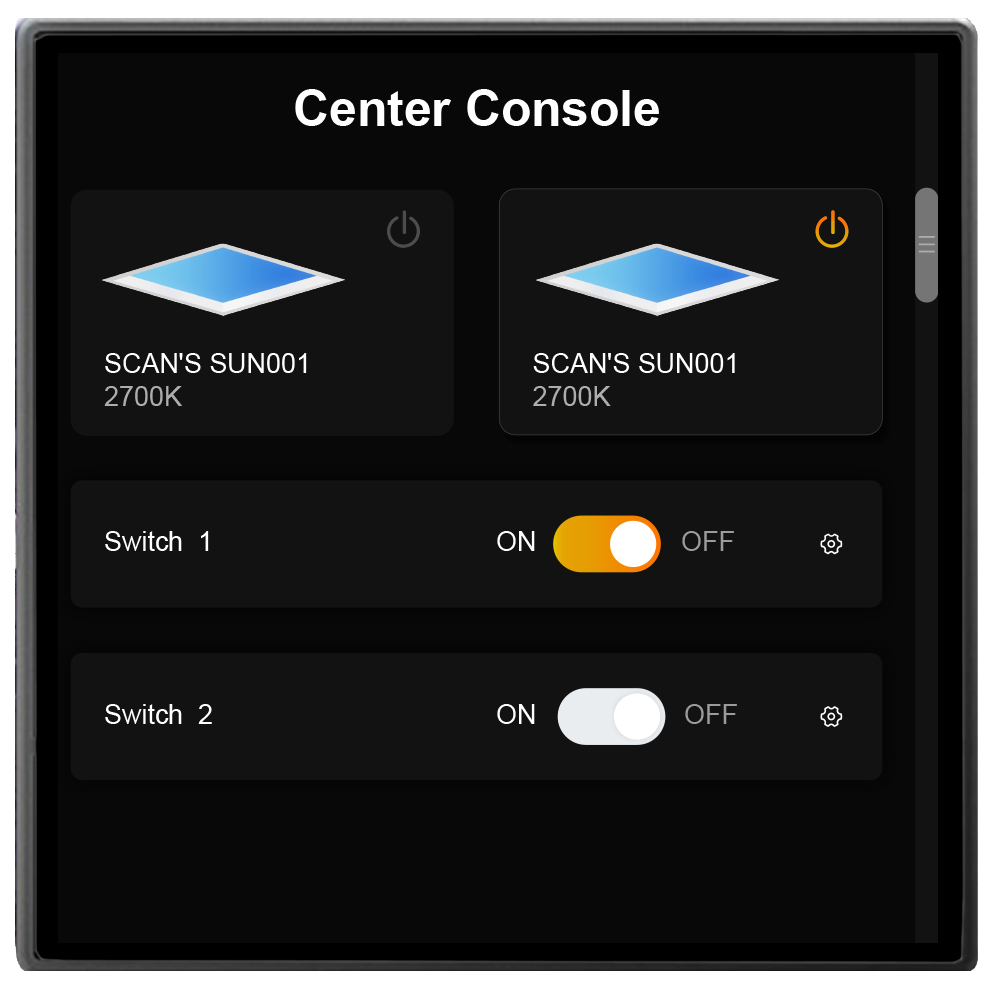 Center Console
SCAN'S SUN001
2700K
SCAN'S SUN001
2700K
Switch 1 ON OFF
Switch 2 ON OFF